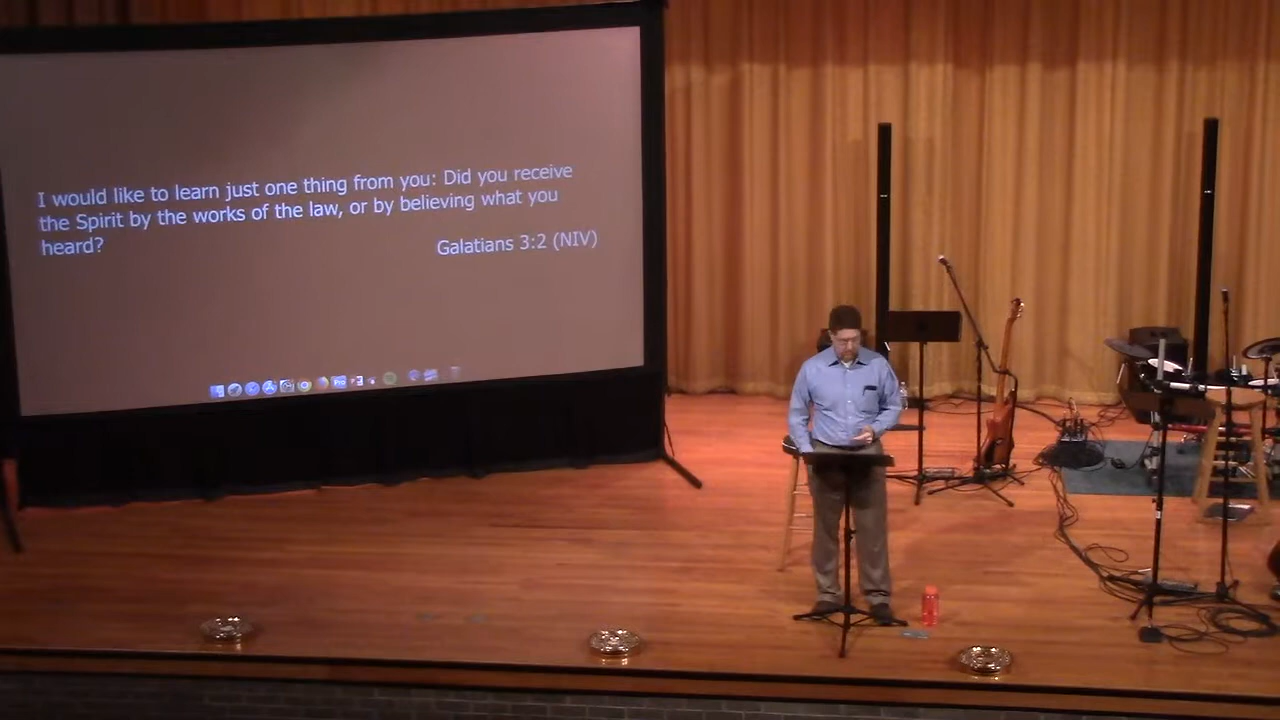 I would like to learn just one thing from you: Did you receive
the Spirit by the works of the law, or by believing what you
heard?
Galatians 3:2 (NIV)
Pro